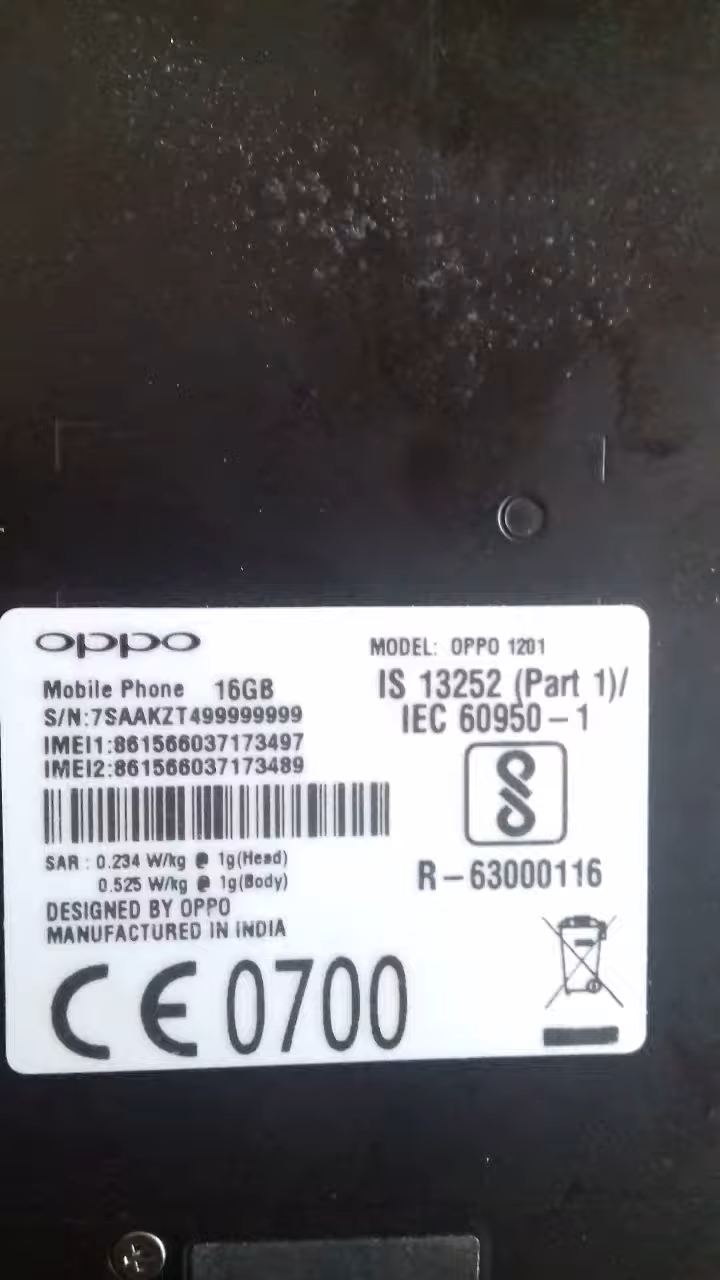 oppo
MODEL: OPPO 1201
Mobile Phone 16GB
S/N:7SAAKZT499999999
IMEI1:861566037173497
IMEI2:861566037173489
IS 13252 (Part 1)/
IEC 60950-1
SAR : 0.234 W/kg @ 1g(Head)
0.525 W/kg @ 1g(Body)
R-63000116
DESIGNED BY OPPO
MANUFACTURED IN INDIA
CE 0700